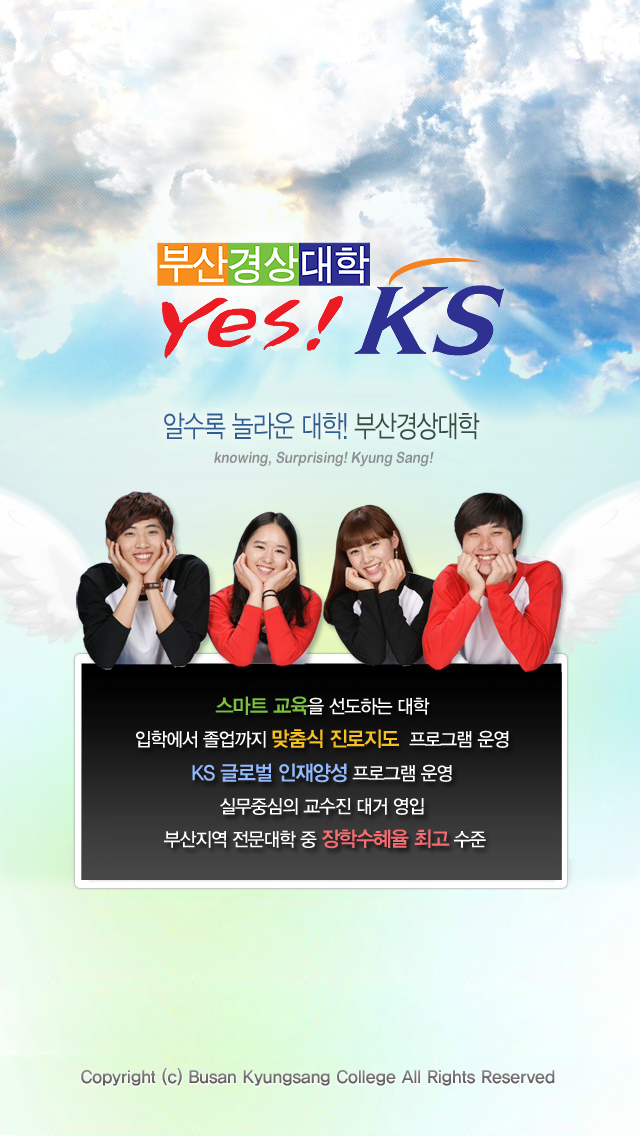 부산경상대학
Yes! KS
알수록 놀라운 대학! 부산경상대학
knowing, Surprising! Kyung Sang!
스마트 교육을 선도하는 대학
입학에서 졸업까지 맞춤식 진로지도 프로그램 운영
KS 글로벌 인재양성 프로그램 운영
실무중심의 교수진 대거 영입
부산지역 전문대학 중 장학수혜율 최고 수준
Copyright (c) Busan Kyungsang College All Rights Reserved